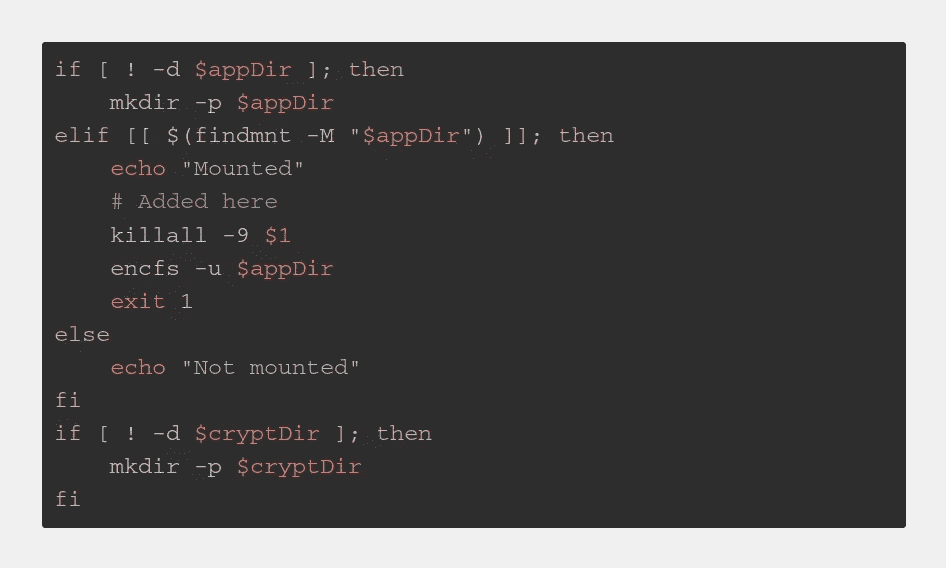 if [ ! -d $appDir ]; then
    mkdir -p $appDir
elif [[ $(findmnt -M "$appDir") ]]; then
    echo "Mounted"
    # Added here
    killall -9 $1
    encfs -u $appDir
    exit 1
else
    echo "Not mounted"
fi
if [ ! -d $cryptDir ]; then
    mkdir -p $cryptDir
fi